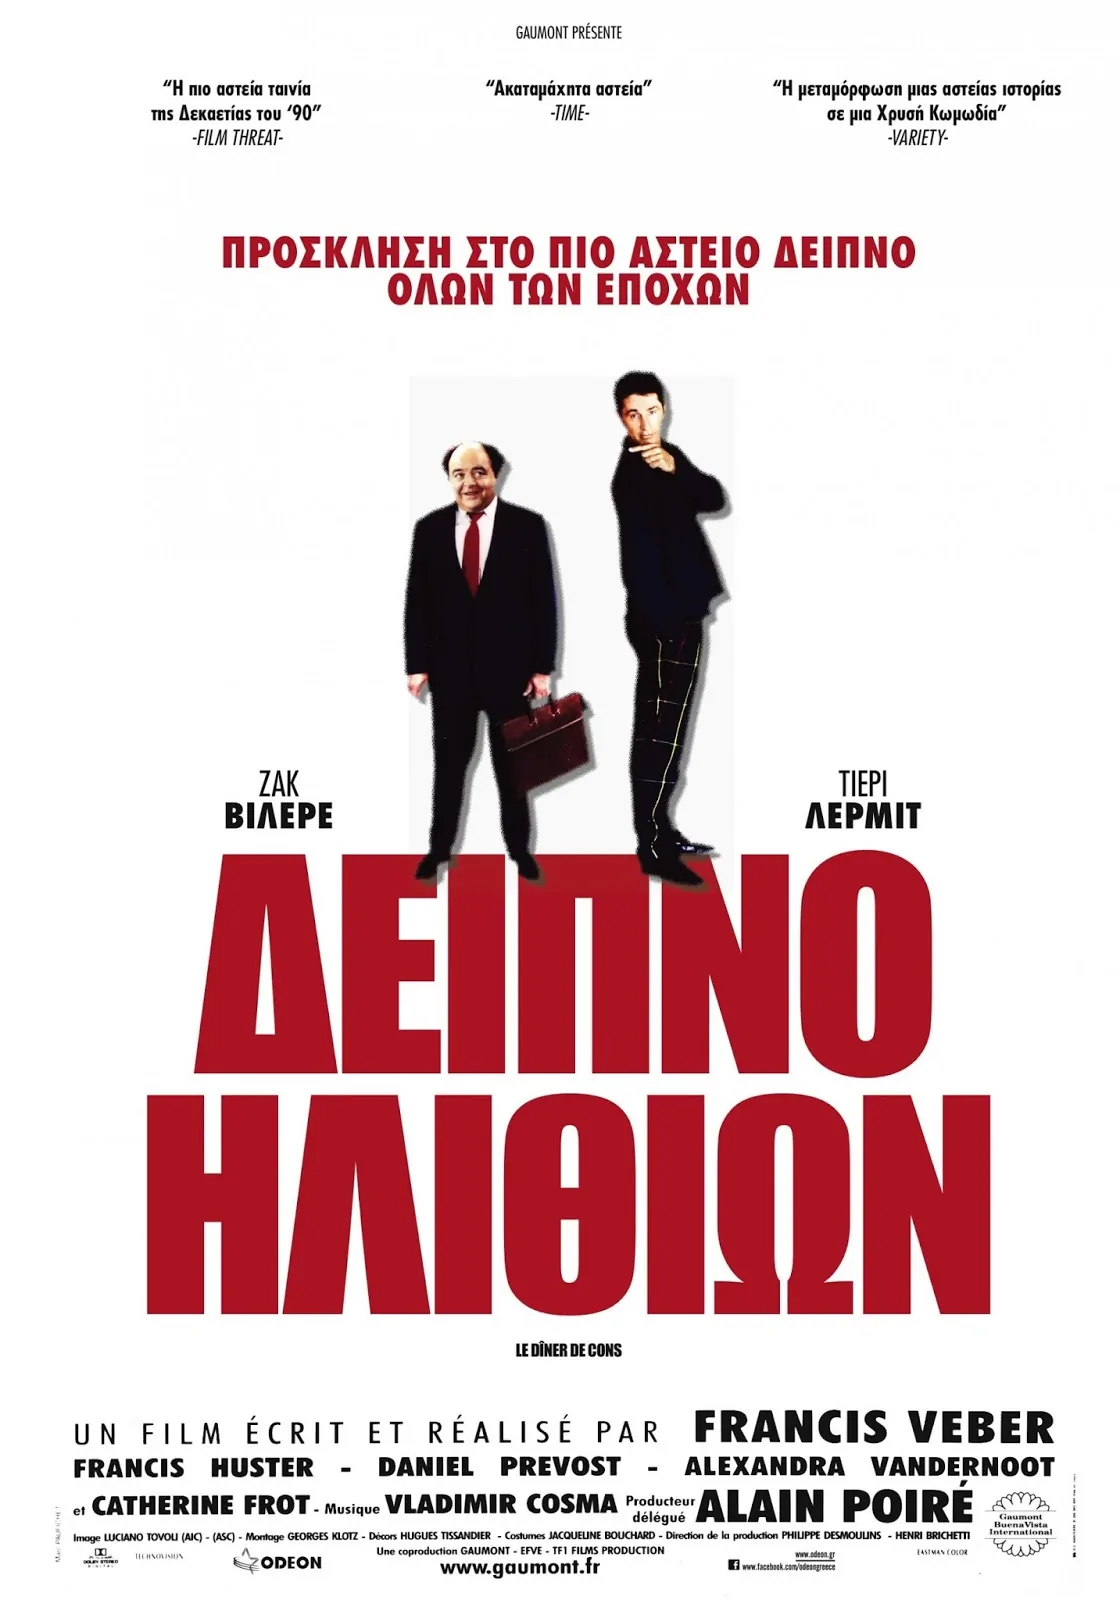 GAUMONT PRÉSENTE
“Η πιο αστεία ταινία
της Δεκαετίας του ‘90”
-FILM THREAT-
“Ακαταμάχητα αστεία”
-TIME-
“Η μεταμόρφωση μιας αστείας ιστορίας
σε μια Χρυσή Κωμωδία”
-VARIETY-
ΠΡΟΣΚΛΗΣΗ ΣΤΟ ΠΙΟ ΑΣΤΕΙΟ ΔΕΙΠΝΟ
ΟΛΩΝ ΤΩΝ ΕΠΟΧΩΝ
ΖΑΚ
ΒΙΛΕΡΕ
ΤΙΕΡΙ
ΛΕΡΜΙΤ
ΔΕΙΠΝΟ
ΗΛΙΘΙΩΝ
LE DÎNER DE CONS
UN FILM ÉCRIT ET RÉALISÉ PAR FRANCIS VEBER
FRANCIS HUSTER - DANIEL PREVOST - ALEXANDRA VANDERNOOT
et CATHERINE FROT - Musique VLADIMIR COSMA Producteur délégué ALAIN POIRÉ
Image LUCIANO TOVOLI (AIC) - (ASC) - Montage GEORGES KLOTZ - Décors HUGUES TISSANDIER - Costumes JACQUELINE BOUCHARD - Direction de la production PHILIPPE DESMOULINS - HENRI BRICHETTI
Une coproduction GAUMONT - EFVE - TF1 FILMS PRODUCTION
DOLBY STEREO
DIGITAL
TECHNOVISION
ODEON
www.gaumont.fr
www.odeon.gr
www.facebook.com/odeongreece
EASTMAN COLOR
Gaumont
BuenaVista
International